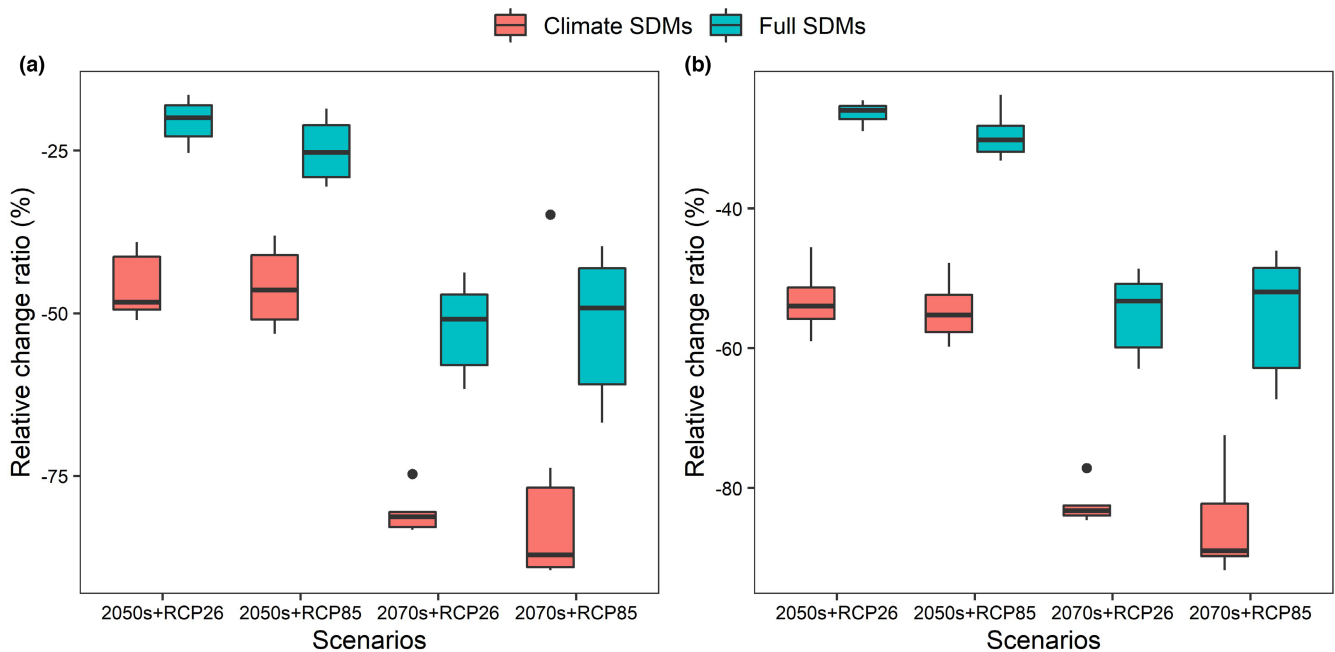 Climate SDMs Full SDMs
(a)
Relative change ratio (%)
-25
-50
-75
2050s+RCP26 2050s+RCP85 2070s+RCP26 2070s+RCP85
Scenarios
(b)
Relative change ratio (%)
-40
-60
-80
2050s+RCP26 2050s+RCP85 2070s+RCP26 2070s+RCP85
Scenarios